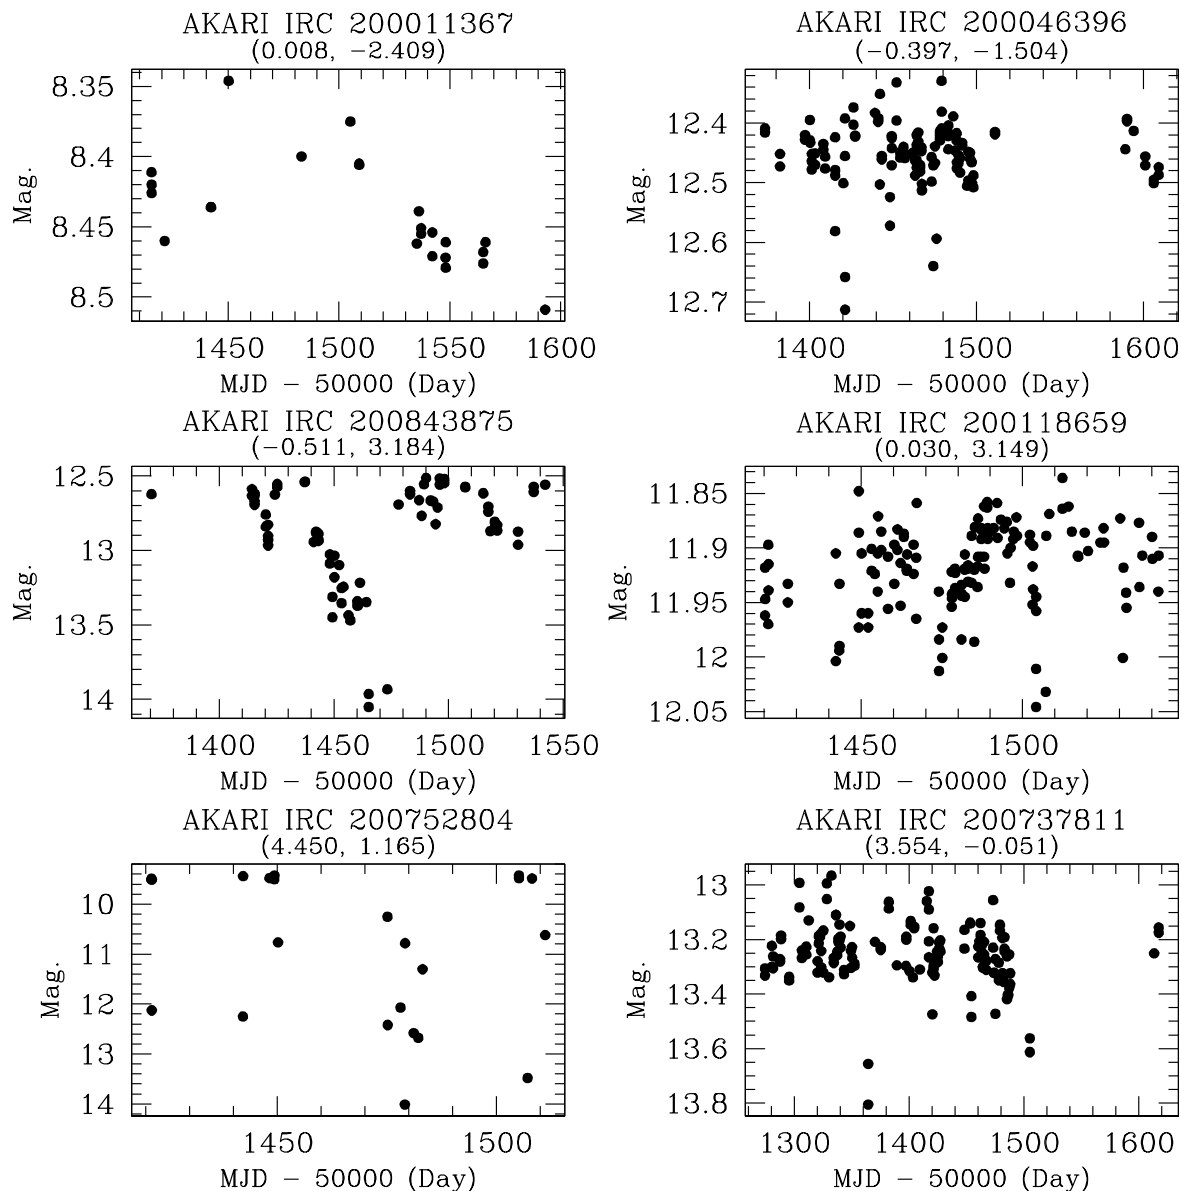 AKARI IRC 200011367
(0.008, −2.409)
8.35
8.4
8.45
8.5
Mag.
1450 1500 1550 1600
MJD − 50000 (Day)
AKARI IRC 200046396
(−0.397, −1.504)
12.4
12.5
12.6
12.7
Mag.
1400 1500 1600
MJD − 50000 (Day)
AKARI IRC 200843875
(−0.511, 3.184)
12.5
13
13.5
14
Mag.
1400 1450 1500 1550
MJD − 50000 (Day)
AKARI IRC 200118659
(0.030, 3.149)
11.85
11.9
11.95
12
12.05
Mag.
1450 1500
MJD − 50000 (Day)
AKARI IRC 200752804
(4.450, 1.165)
10
11
12
13
14
Mag.
1450 1500
MJD − 50000 (Day)
AKARI IRC 200737811
(3.554, −0.051)
13
13.2
13.4
13.6
13.8
Mag.
1300 1400 1500 1600
MJD − 50000 (Day)